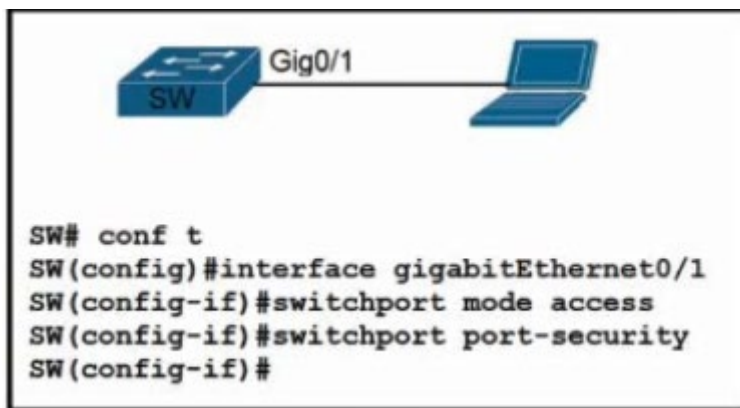 Gig0/1
SW
SW# conf t
SW(config)#interface gigabitEthernet0/1
SW(config-if)#switchport mode access
SW(config-if)#switchport port-security
SW(config-if)#